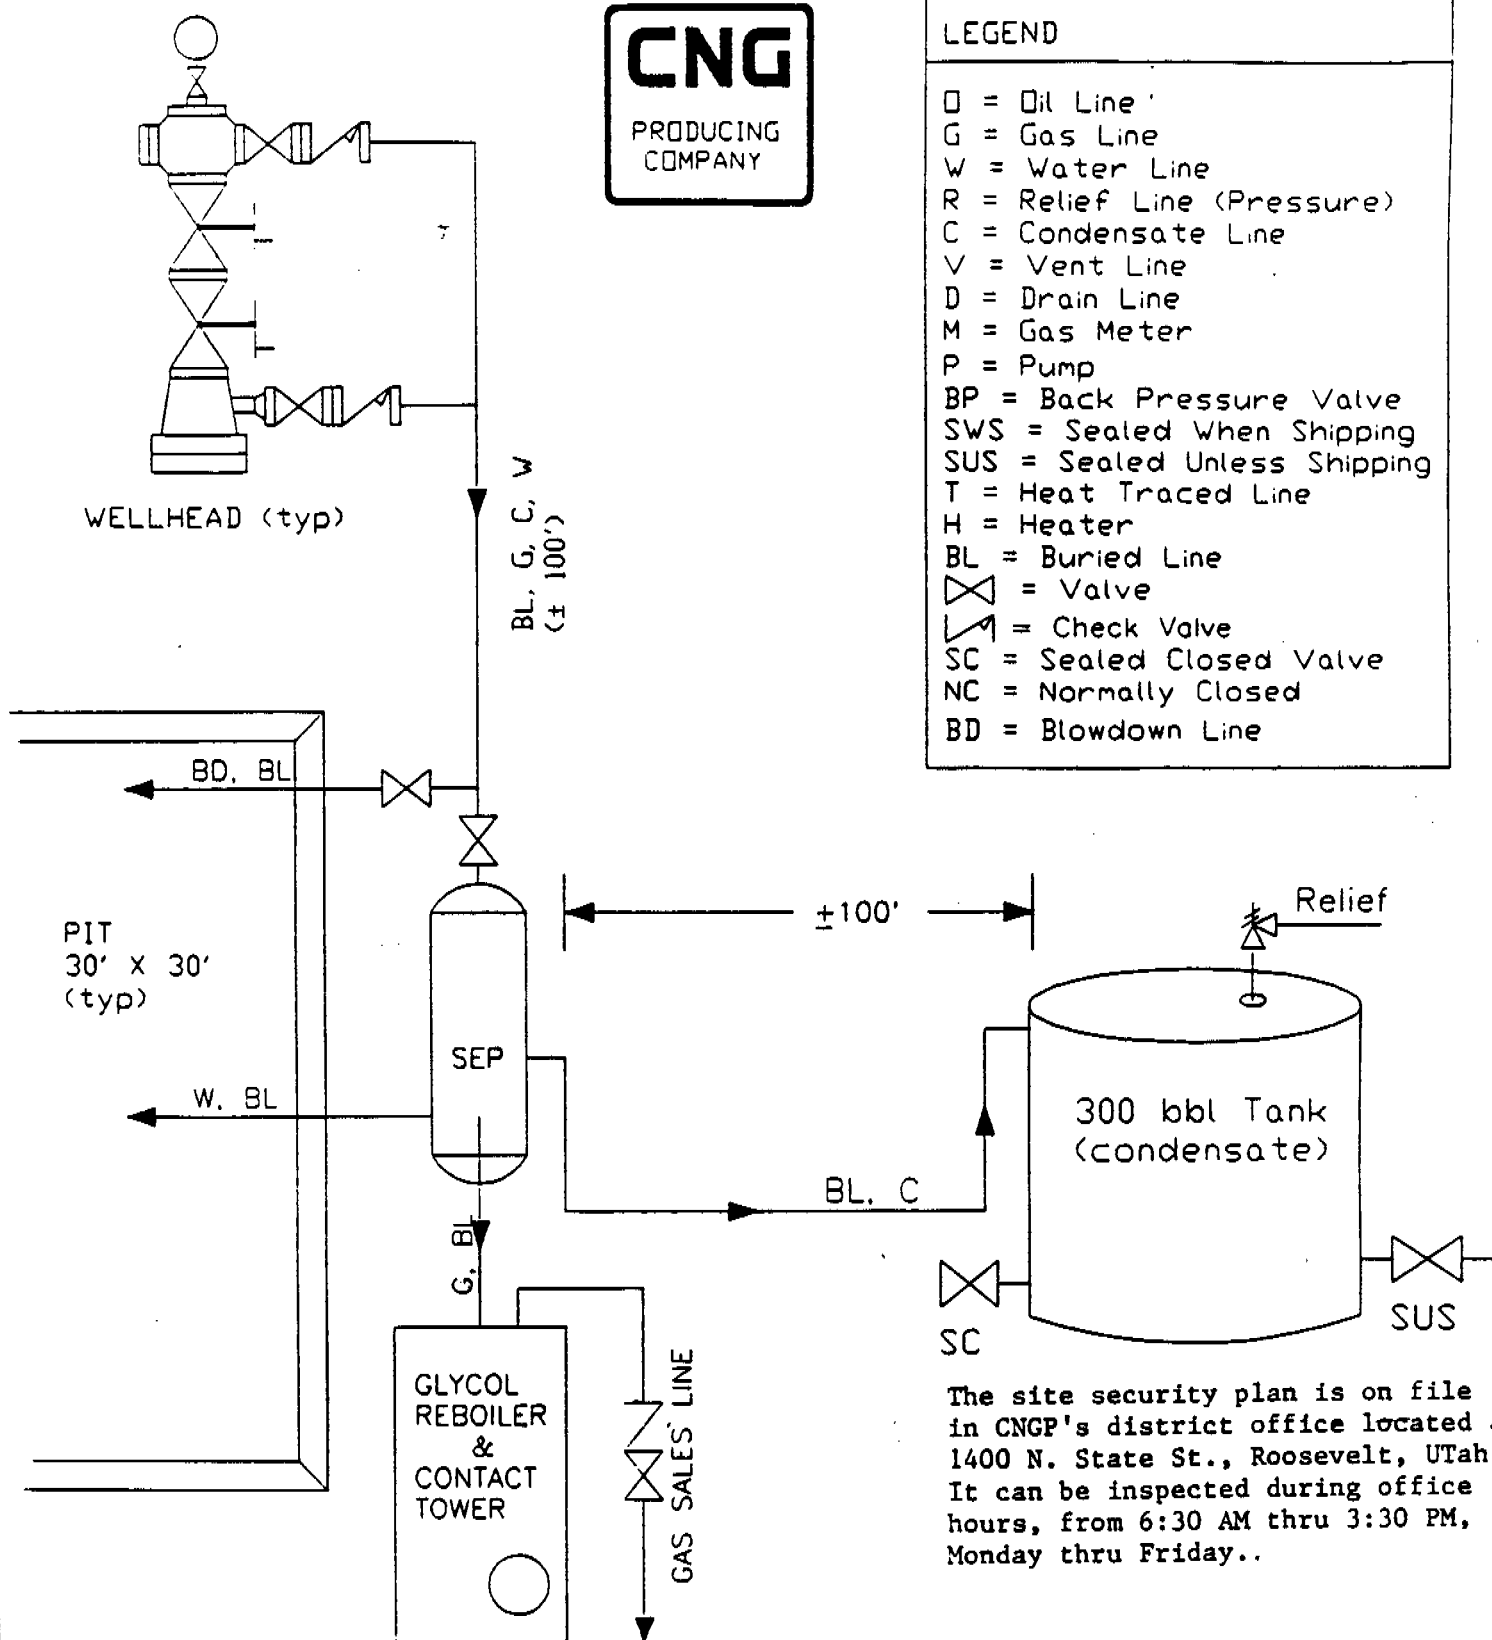 CNG
PRODUCING
COMPANY
LEGEND
O = Oil Line
G = Gas Line
W = Water Line
R = Relief Line (Pressure)
C = Condensate Line
V = Vent Line
D = Drain Line
M = Gas Meter
P = Pump
BP = Back Pressure Valve
SWS = Sealed When Shipping
SUS = Sealed Unless Shipping
T = Heat Traced Line
H = Heater
BL = Buried Line
= Valve
= Check Valve
SC = Sealed Closed Valve
NC = Normally Closed
BD = Blowdown Line
WELLHEAD (typ)
BL, G, C, W
(± 100')
BD, BL
PIT
30' X 30'
(typ)
±100'
Relief
SEP
W, BL
300 bbl Tank
(condensate)
BL, C
G, BL
SC
SUS
GLYCOL
REBOILER
&
CONTACT
TOWER
GAS SALES LINE
The site security plan is on file
in CNGP's district office located
1400 N. State St., Roosevelt, UTah
It can be inspected during office
hours, from 6:30 AM thru 3:30 PM,
Monday thru Friday..